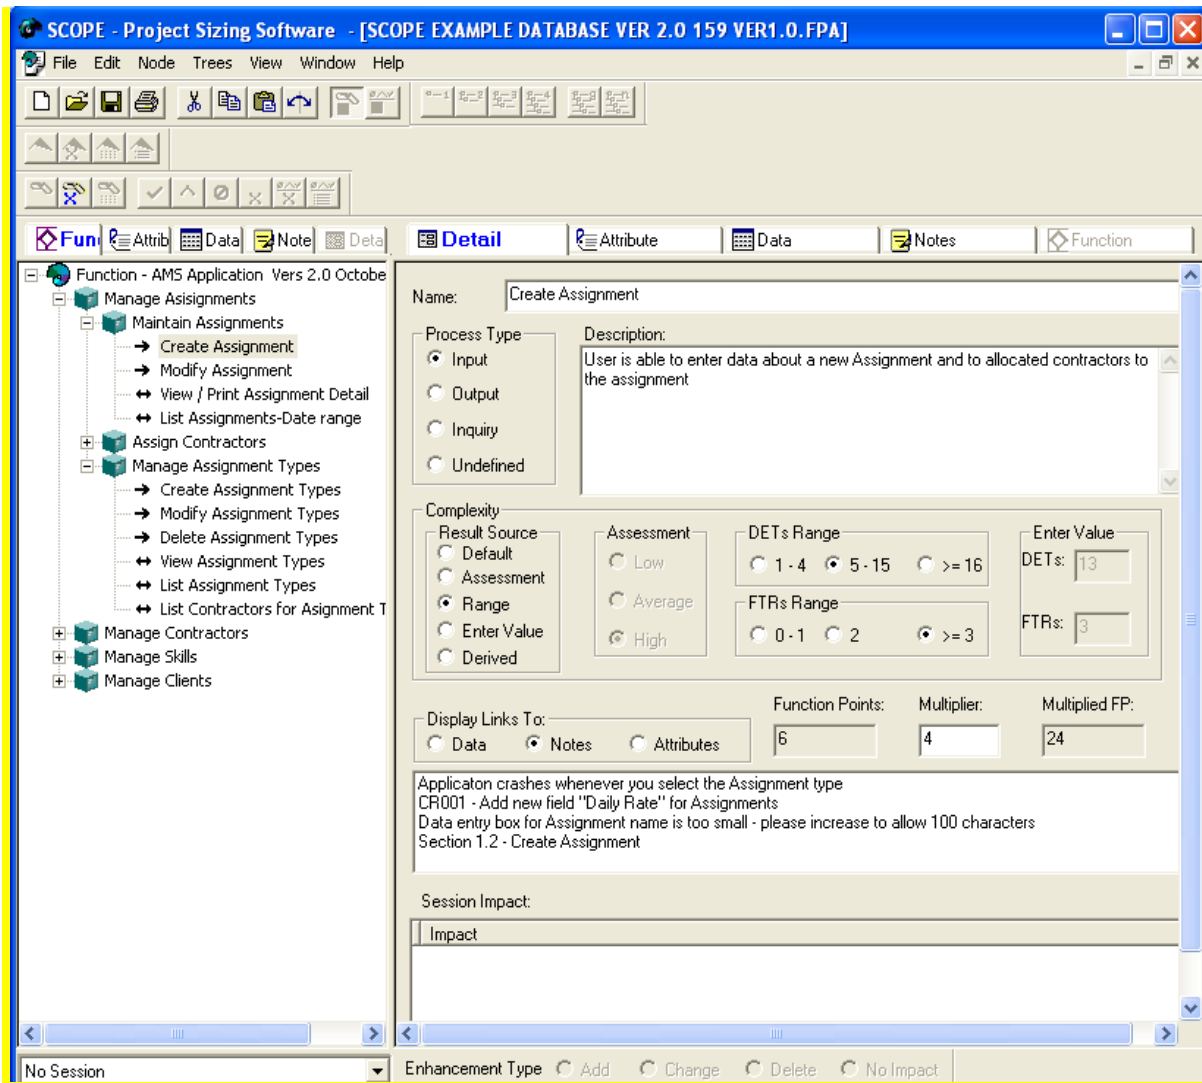 SCOPE - Project Sizing Software - [SCOPE EXAMPLE DATABASE VER 2.0 159 VER1.0.FPA]
File Edit Node Trees View Window Help
Func Attrib Data Note Deta
Detail Attribute Data Notes Function
Function - AMS Application Vers 2.0 Octobe
Manage Asisignments
Maintain Assignments
Create Assignment
Modify Assignment
View / Print Assignment Detail
List Assignments-Date range
Assign Contractors
Manage Assignment Types
Create Assignment Types
Modify Assignment Types
Delete Assignment Types
View Assignment Types
List Assignment Types
List Contractors for Asignment T
Manage Contractors
Manage Skills
Manage Clients
No Session
Name: Create Assignment
Process Type
Input
Output
Inquiry
Undefined
Description:
User is able to enter data about a new Assignment and to allocated contractors to
the assignment
Complexity
Result Source
Default
Assessment
Range
Enter Value
Derived
Assessment
Low
Average
High
DETs Range
1 - 4 5 - 15 >= 16
FTRs Range
0 - 1 2 >= 3
Enter Value
DETs: 13
FTRs: 3
Display Links To:
Data Notes Attributes
Function Points: Multiplier: Multiplied FP:
6 4 24
Applicaton crashes whenever you select the Assignment type
CR001 - Add new field "Daily Rate" for Assignments
Data entry box for Assignment name is too small - please increase to allow 100 characters
Section 1.2 - Create Assignment
Session Impact:
Impact
Enhancement Type Add Change Delete No Impact